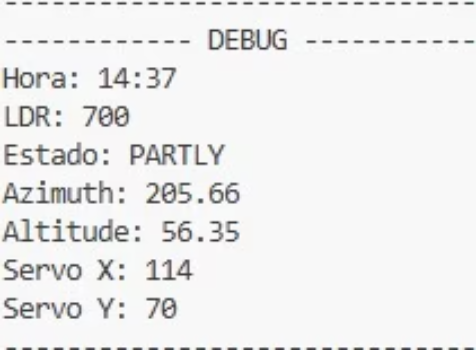 ------------------------------
------------ DEBUG -----------
Hora: 14:37
LDR: 700
Estado: PARTLY
Azimuth: 205.66
Altitude: 56.35
Servo X: 114
Servo Y: 70
------------------------------